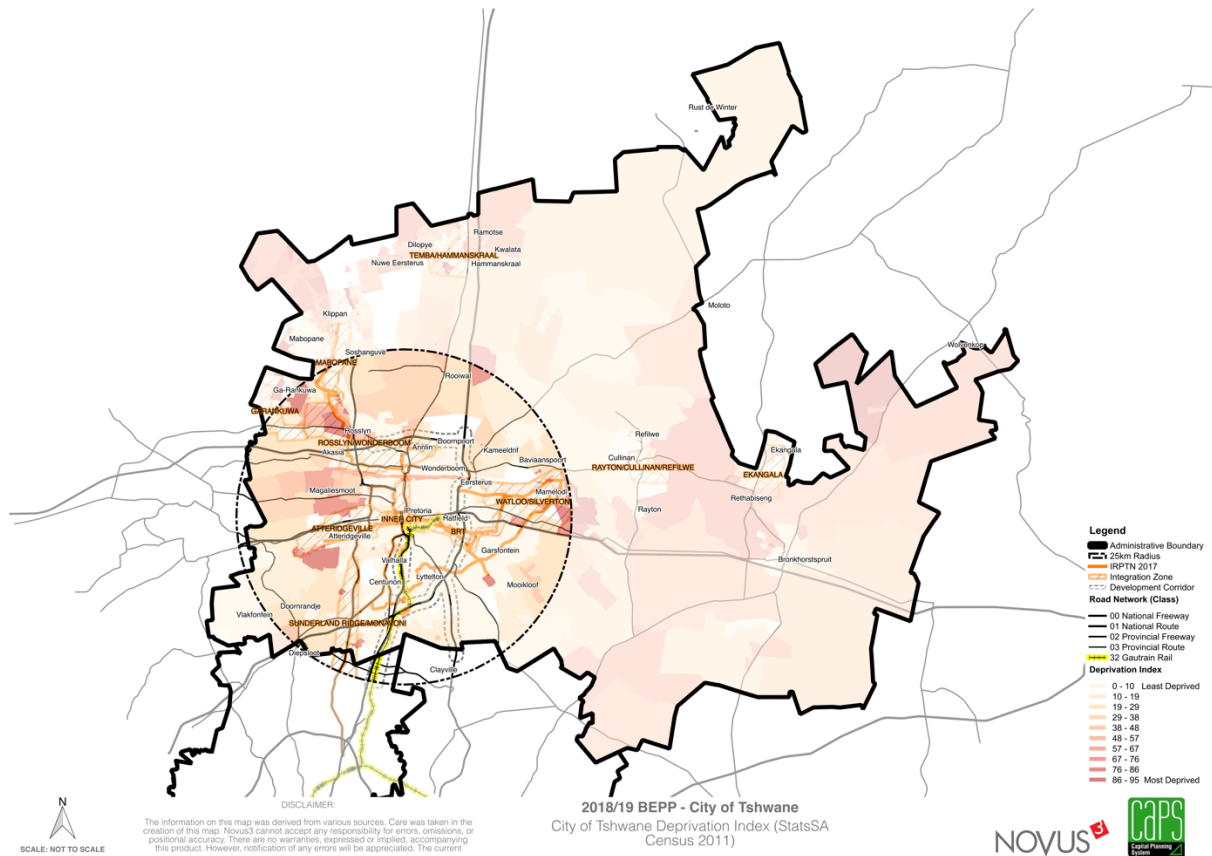 Rust de Winter
Ramotse
Dilopye
Kwalata
TEMBA/HAMMANSKRAAL
Nuwe Eersterus
Hammanskraal
Moloto
Klippan
Mabopane
Soshanguve
MABOPANE
Rooiwal
Ga-Rankuwa
GARANKUWA
Rosslyn
ROSSLYN/WONDERBOOM
Doornpoort
Annlin
Akasia
Kameeldrif
Baviaanspoort
Wonderboom
Refilwe
Cullinan
RAYTON/CULLINAN/REFILWE
Ekangala
EKANGALA
Eersterus
Magaliesmoot
Mamelodi
WATLOO/SILVERTON
Rethabiseng
Rayton
Pretoria
INNER CITY
Hatfield
ATTERIDGEVILLE
Atteridgeville
BRT
Garsfontein
Valhalla
Centurion
Lyttelton
Mooikloof
Bronkhorstspruit
Doornrandje
Vlakfontein
SUNDERLAND RIDGE/MONAVONI
Diepsloot
Clayville
Legend
Administrative Boundary
25km Radius
IRPTN 2017
Integration Zone
Development Corridor
Road Network (Class)
00 National Freeway
01 National Route
02 Provincial Freeway
03 Provincial Route
32 Gautrain Rail
Deprivation Index
0 - 10 Least Deprived
10 - 19
19 - 29
29 - 38
38 - 48
48 - 57
57 - 67
67 - 76
76 - 86
86 - 95 Most Deprived
N
SCALE: NOT TO SCALE
DISCLAIMER:
The information on this map was derived from various sources. Care was taken in the
creation of this map. Novus3 cannot accept any responsibility for errors, omissions, or
positional accuracy. There are no warranties, expressed or implied, accompanying
this product. However, notification of any errors will be appreciated. The current
2018/19 BEPP - City of Tshwane
City of Tshwane Deprivation Index (StatsSA
Census 2011)
NOVUS3
CAPS
Capital Planning
System